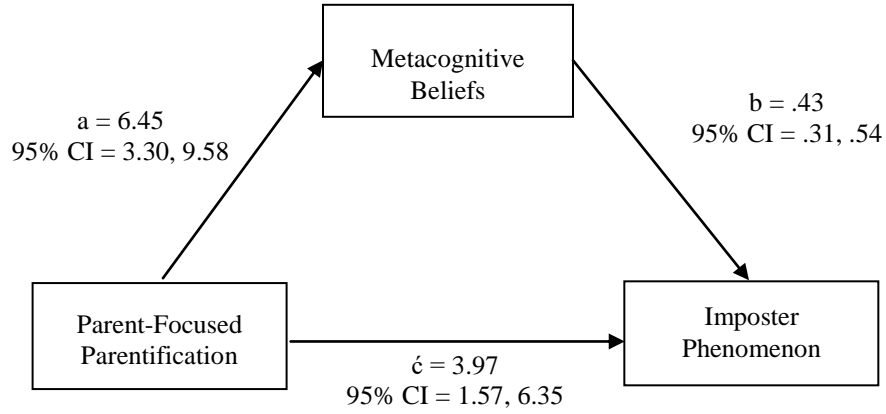 Metacognitive
Beliefs
a = 6.45
95% CI = 3.30, 9.58
b = .43
95% CI = .31, .54
Parent-Focused
Parentification
Imposter
Phenomenon
ć = 3.97
95% CI = 1.57, 6.35